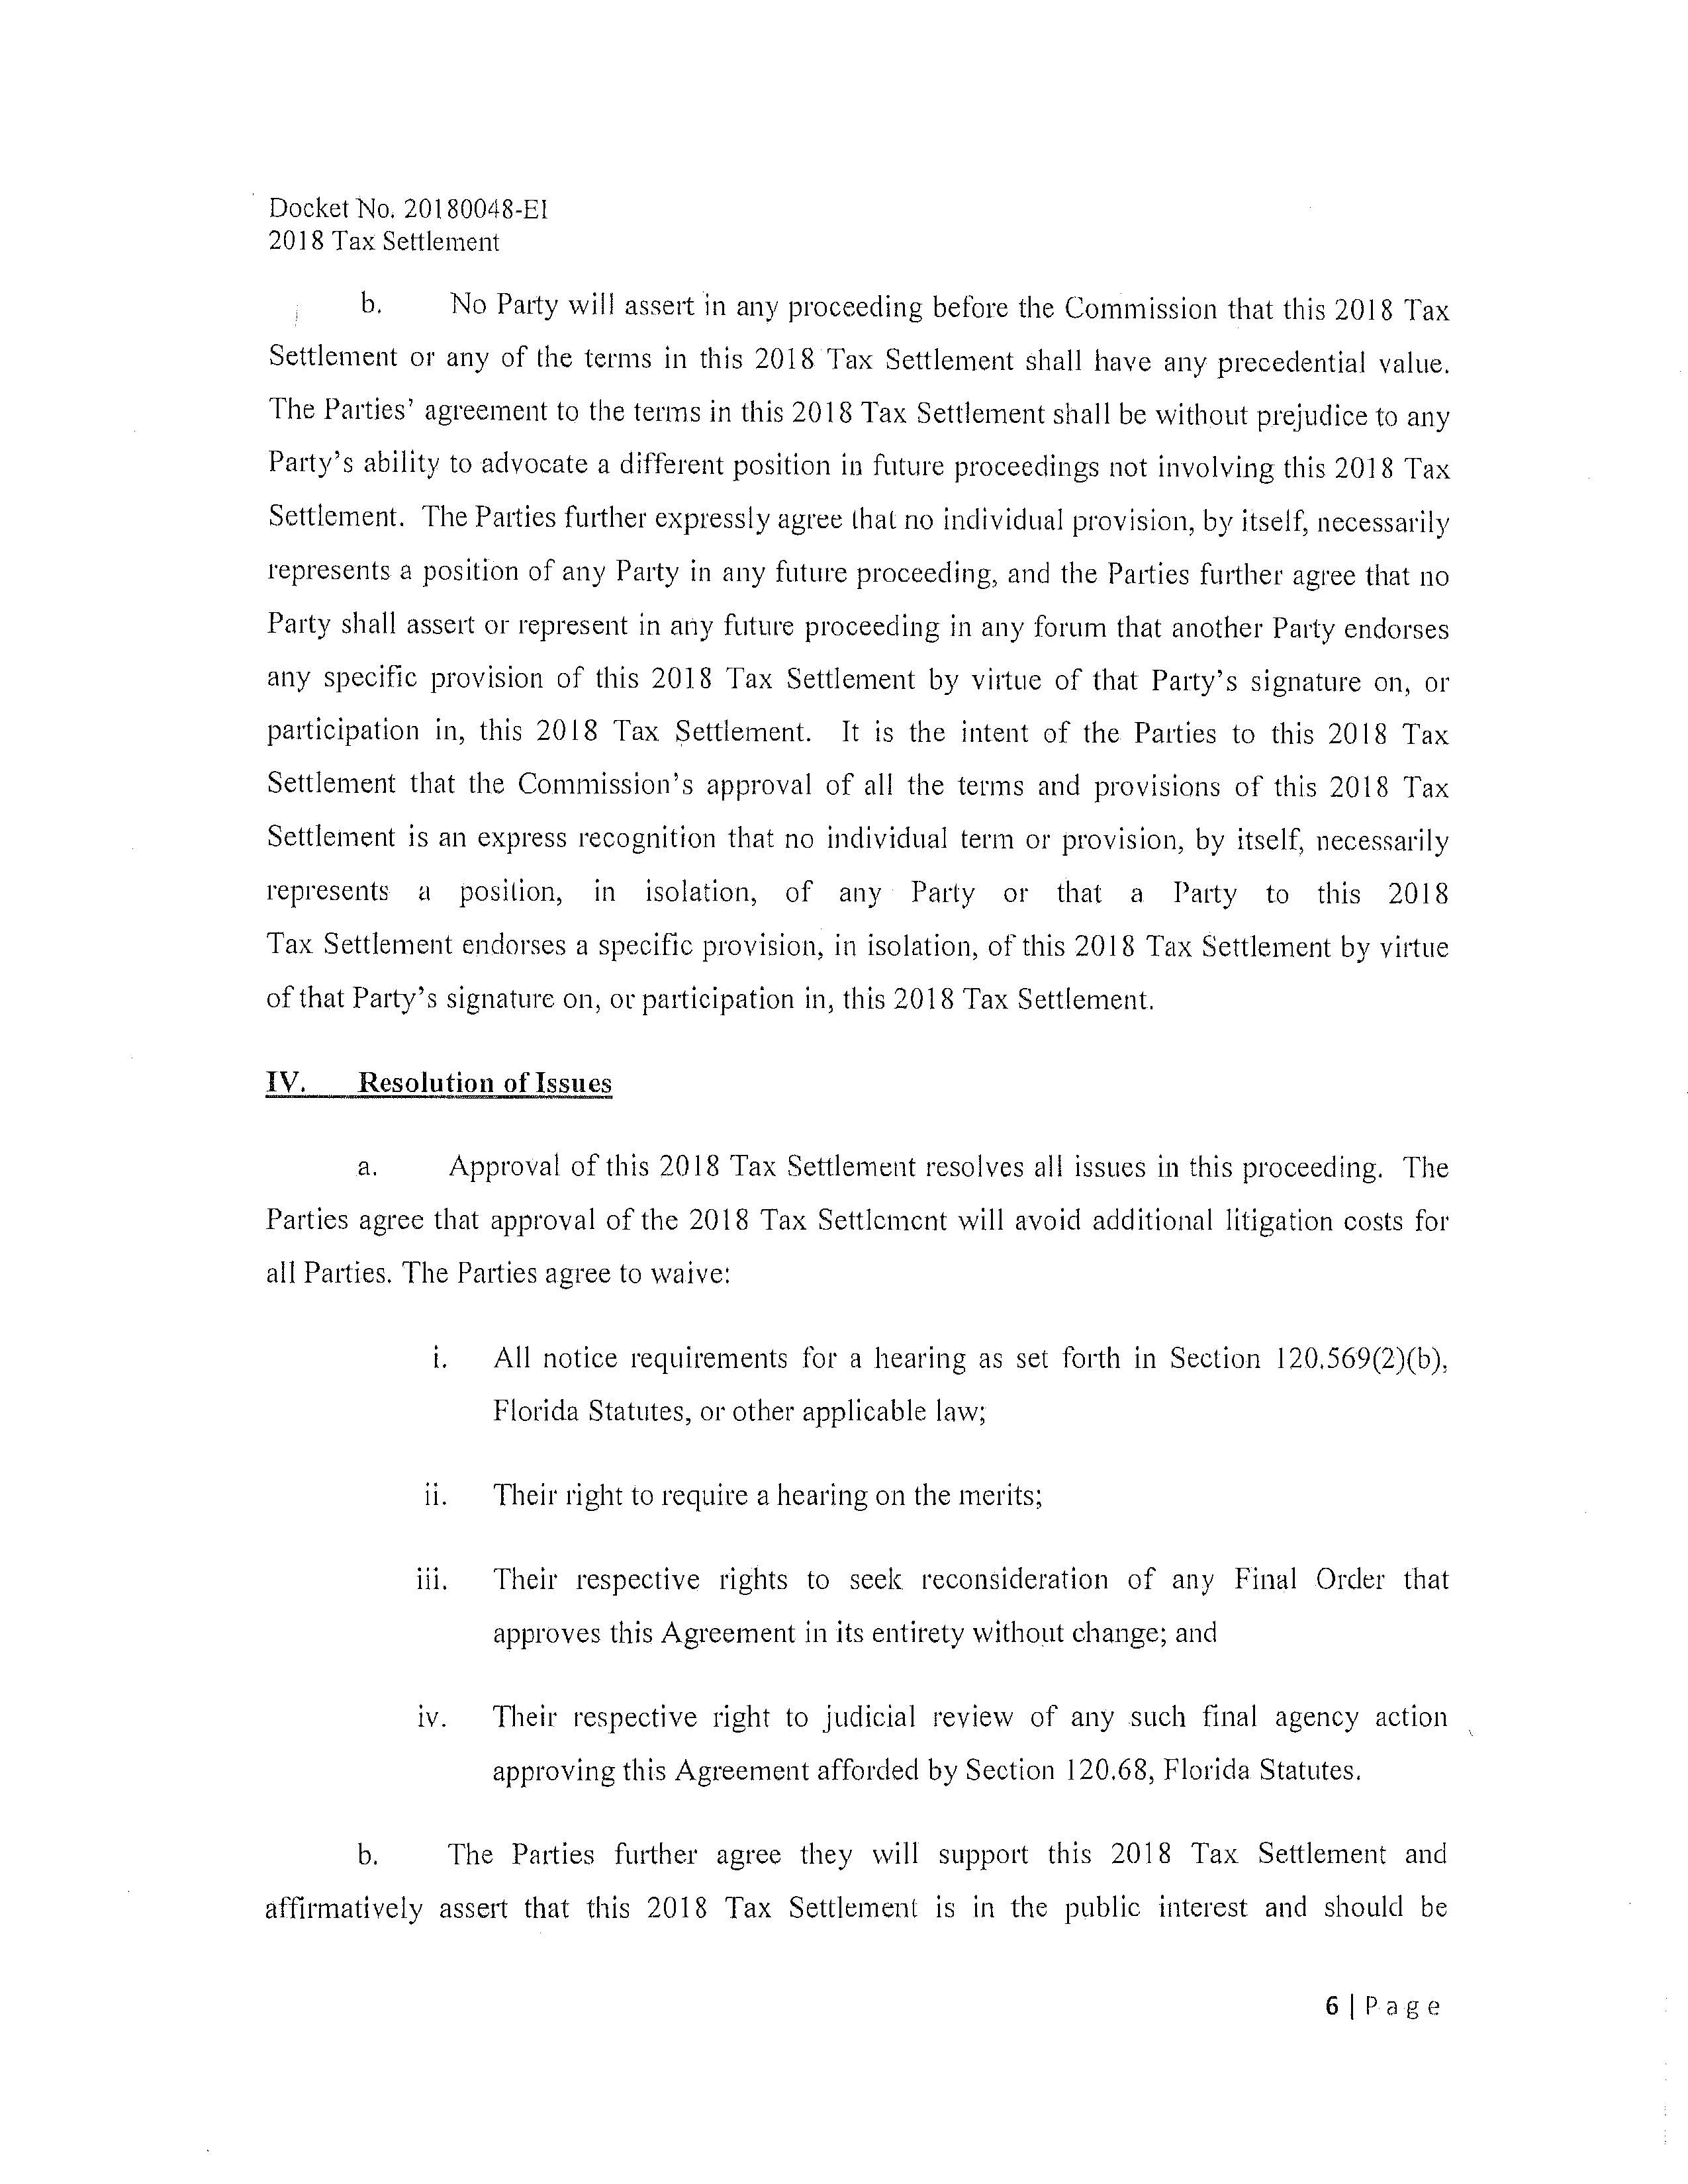 Docket No. 20180048-EI
2018 Tax Settlement
b. No Party will assert in any proceeding before the Commission that this 2018 Tax
Settlement or any of the terms in this 2018 Tax Settlement shall have any precedential value.
The Parties' agreement to the terms in this 2018 Tax Settlement shall be without prejudice to any
Party's ability to advocate a different position in future proceedings not involving this 2018 Tax
Settlement. The Parties further expressly agree that no individual provision, by itself, necessarily
represents a position of any Party in any future proceeding, and the Parties further agree that no
Party shall assert or represent in any future proceeding in any forum that another Party endorses
any specific provision of this 2018 Tax Settlement by virtue of that Party's signature on, or
participation in, this 2018 Tax Settlement. It is the intent of the Parties to this 2018 Tax
Settlement that the Commission's approval of all the terms and provisions of this 2018 Tax
Settlement is an express recognition that no individual term or provision, by itself, necessarily
represents a position, in isolation, of any Party or that a Party to this 2018
Tax Settlement endorses a specific provision, in isolation, of this 2018 Tax Settlement by virtue
of that Party's signature on, or participation in, this 2018 Tax Settlement.
IV. Resolution of Issues
a. Approval of this 2018 Tax Settlement resolves all issues in this proceeding. The
Parties agree that approval of the 2018 Tax Settlement will avoid additional litigation costs for
all Parties. The Parties agree to waive:
i. All notice requirements for a hearing as set forth in Section 120.569(2)(b),
Florida Statutes, or other applicable law;
ii. Their right to require a hearing on the merits;
iii. Their respective rights to seek reconsideration of any Final Order that
approves this Agreement in its entirety without change; and
iv. Their respective right to judicial review of any such final agency action
approving this Agreement afforded by Section 120.68, Florida Statutes.
b. The Parties further agree they will support this 2018 Tax Settlement and
affirmatively assert that this 2018 Tax Settlement is in the public interest and should be
6 | Page